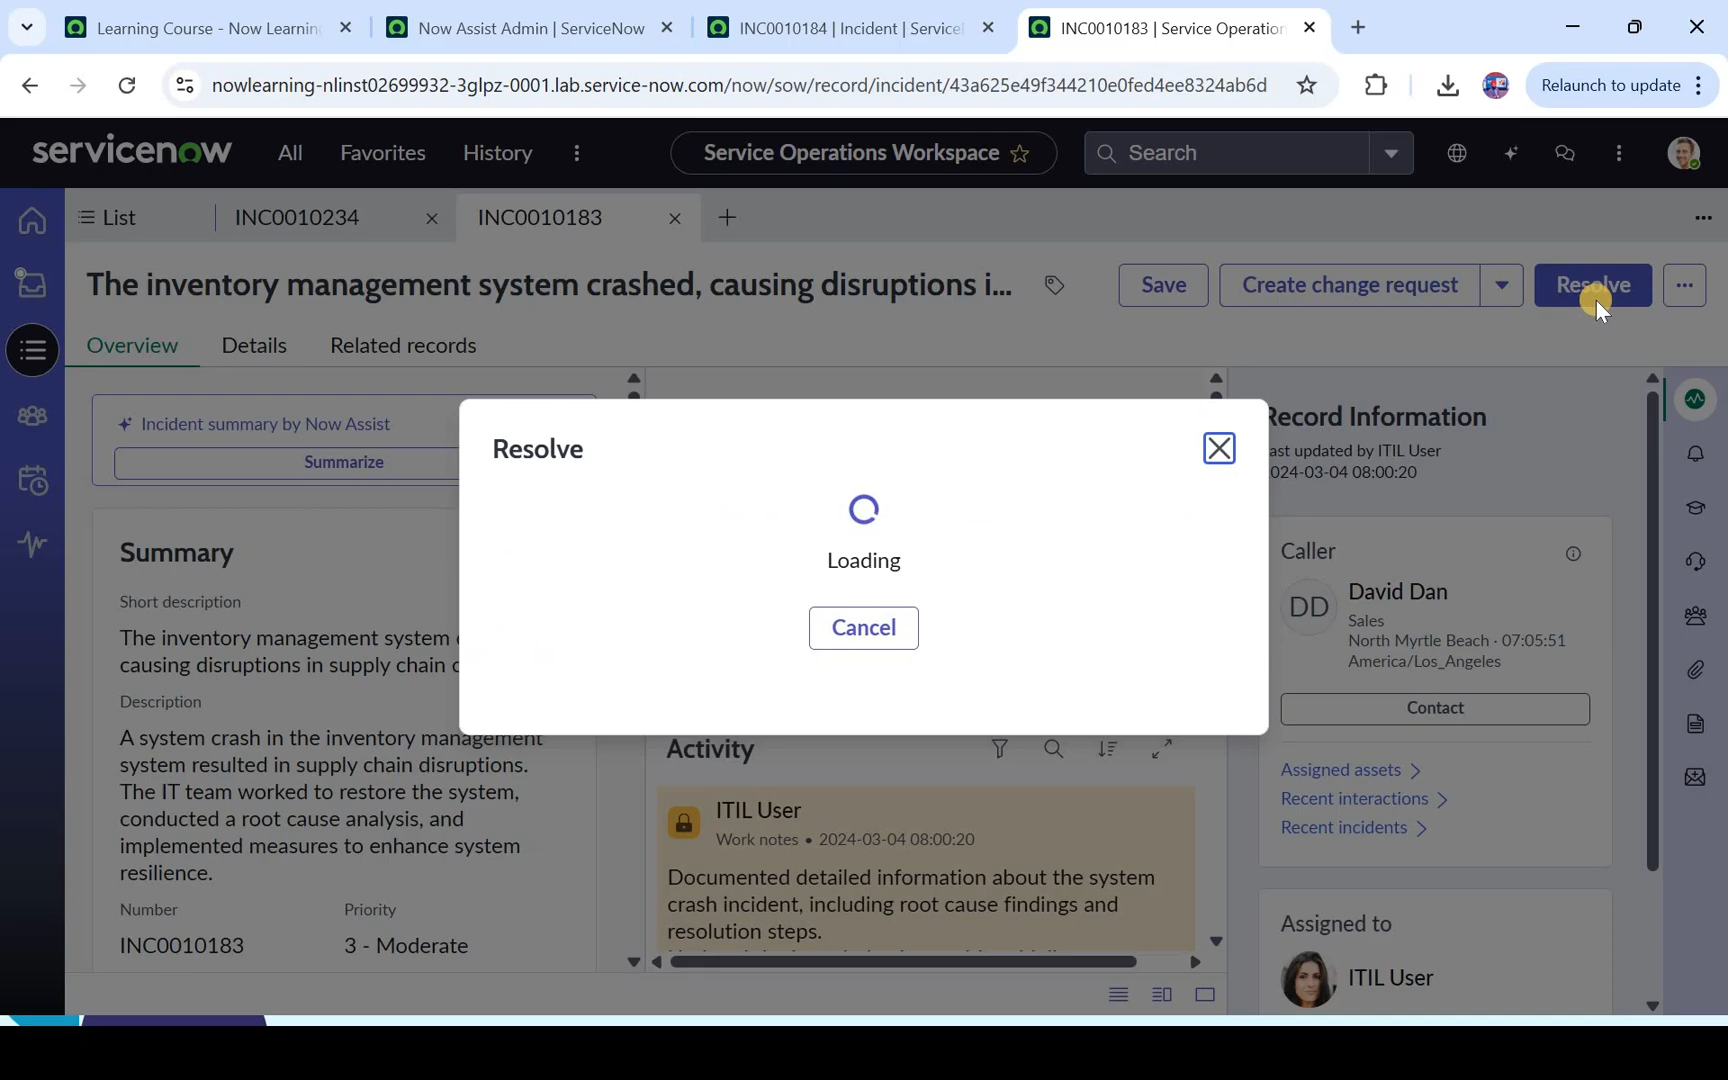 Learning Course - Now Learnin
Now Assist Admin | ServiceNow
INC0010184 | Incident | Service
INC0010183 | Service Operation
nowlearning-nlinst02699932-3glpz-0001.lab.service-now.com/now/sow/record/incident/43a625e49f344210e0fed4ee8324ab6d
Relaunch to update
servicenow
All
Favorites
History
Service Operations Workspace
Search
List
INC0010234
INC0010183
The inventory management system crashed, causing disruptions i...
Save
Create change request
Resolve
Overview
Details
Related records
Incident summary by Now Assist
Summarize
Summary
Short description
The inventory management system
causing disruptions in supply chain
Description
A system crash in the inventory management
system resulted in supply chain disruptions.
The IT team worked to restore the system,
conducted a root cause analysis, and
implemented measures to enhance system
resilience.
Number
Priority
INC0010183
3 - Moderate
Resolve
Loading
Cancel
Activity
ITIL User
Work notes • 2024-03-04 08:00:20
Documented detailed information about the system
crash incident, including root cause findings and
resolution steps.
Record Information
ast updated by ITIL User
024-03-04 08:00:20
Caller
DD
David Dan
Sales
North Myrtle Beach · 07:05:51
America/Los_Angeles
Contact
Assigned assets
Recent interactions
Recent incidents
Assigned to
ITIL User